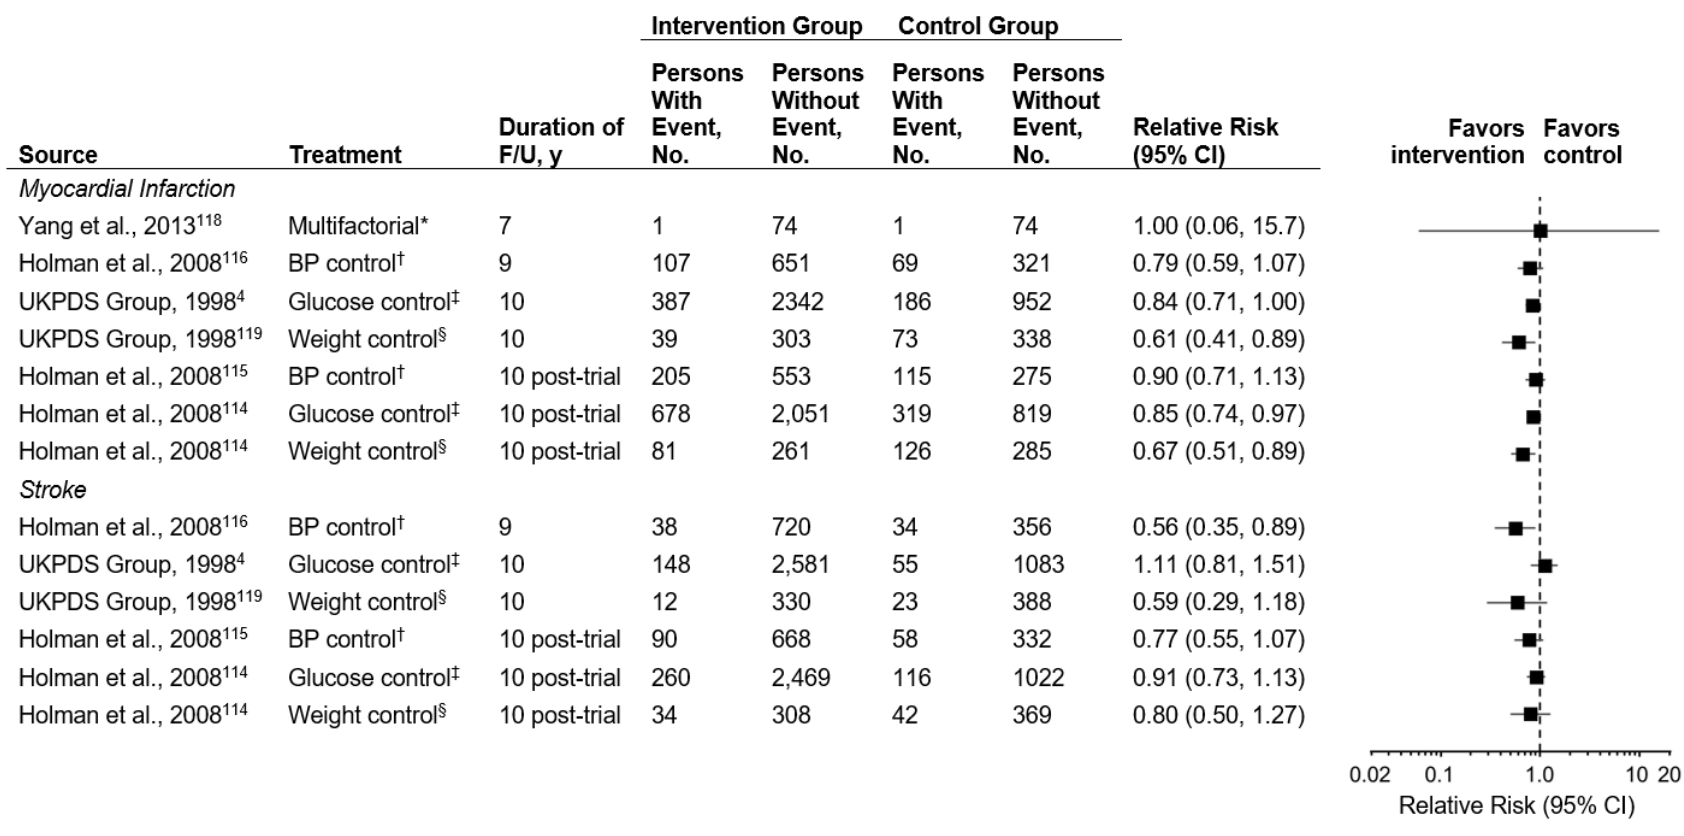 Intervention Group Control Group
Persons Persons Persons Persons
With Without With Without
Duration of Event, Event, Event, Event, Relative Risk Favors Favors
Source Treatment F/U, y No. No. No. No. (95% CI) intervention control
Myocardial Infarction
Yang et al., 2013118 Multifactorial* 7 1 74 1 74 1.00 (0.06, 15.7)
Holman et al., 2008116 BP control† 9 107 651 69 321 0.79 (0.59, 1.07)
UKPDS Group, 19984 Glucose control‡ 10 387 2342 186 952 0.84 (0.71, 1.00)
UKPDS Group, 1998119 Weight control§ 10 39 303 73 338 0.61 (0.41, 0.89)
Holman et al., 2008115 BP control† 10 post-trial 205 553 115 275 0.90 (0.71, 1.13)
Holman et al., 2008114 Glucose control‡ 10 post-trial 678 2,051 319 819 0.85 (0.74, 0.97)
Holman et al., 2008114 Weight control§ 10 post-trial 81 261 126 285 0.67 (0.51, 0.89)
Stroke
Holman et al., 2008116 BP control† 9 38 720 34 356 0.56 (0.35, 0.89)
UKPDS Group, 19984 Glucose control‡ 10 148 2,581 55 1083 1.11 (0.81, 1.51)
UKPDS Group, 1998119 Weight control§ 10 12 330 23 388 0.59 (0.29, 1.18)
Holman et al., 2008115 BP control† 10 post-trial 90 668 58 332 0.77 (0.55, 1.07)
Holman et al., 2008114 Glucose control‡ 10 post-trial 260 2,469 116 1022 0.91 (0.73, 1.13)
Holman et al., 2008114 Weight control§ 10 post-trial 34 308 42 369 0.80 (0.50, 1.27)
0.02 0.1 1.0 10 20
Relative Risk (95% CI)